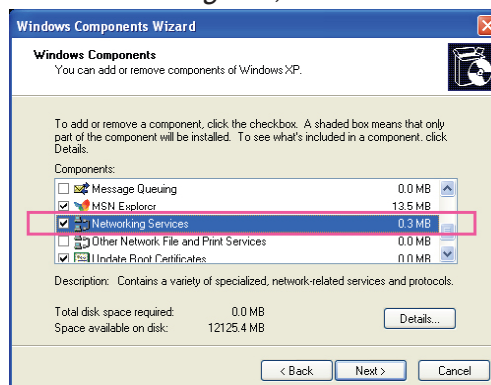 Windows Components Wizard
Windows Components
You can add or remove components of Windows XP.
To add or remove a component, click the checkbox. A shaded box means that only
part of the component will be installed. To see what's included in a component, click
Details.
Components:
Message Queuing 0.0 MB
MSN Explorer 13.5 MB
Networking Services 0.3 MB
Other Network File and Print Services 0.0 MB
Update Root Certificates 0.0 MB
Description: Contains a variety of specialized, network-related services and protocols.
Total disk space required: 0.0 MB
Space available on disk: 12125.4 MB
Details...
< Back Next > Cancel